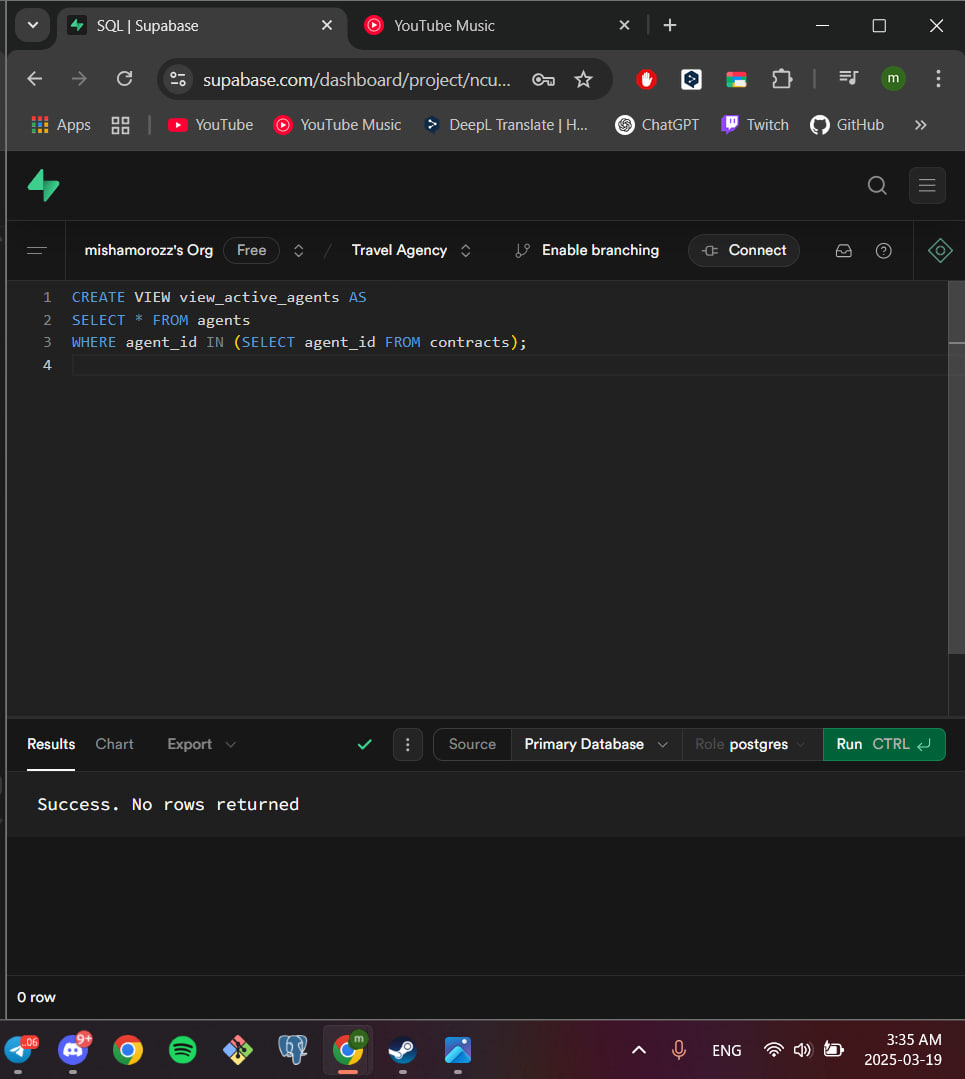 SQL | Supabase
YouTube Music
supabase.com/dashboard/project/ncu...
m
Apps
YouTube
YouTube Music
DeepL Translate | H...
ChatGPT
Twitch
GitHub
»
mishamorozz's Org
Free
/
Travel Agency
Enable branching
Connect
1 CREATE VIEW view_active_agents AS
2 SELECT * FROM agents
3 WHERE agent_id IN (SELECT agent_id FROM contracts);
4
Results
Chart
Export
Source
Primary Database
Role postgres
Run CTRL
Success. No rows returned
0 row
..06
9+
m
ENG
3:35 AM
2025-03-19